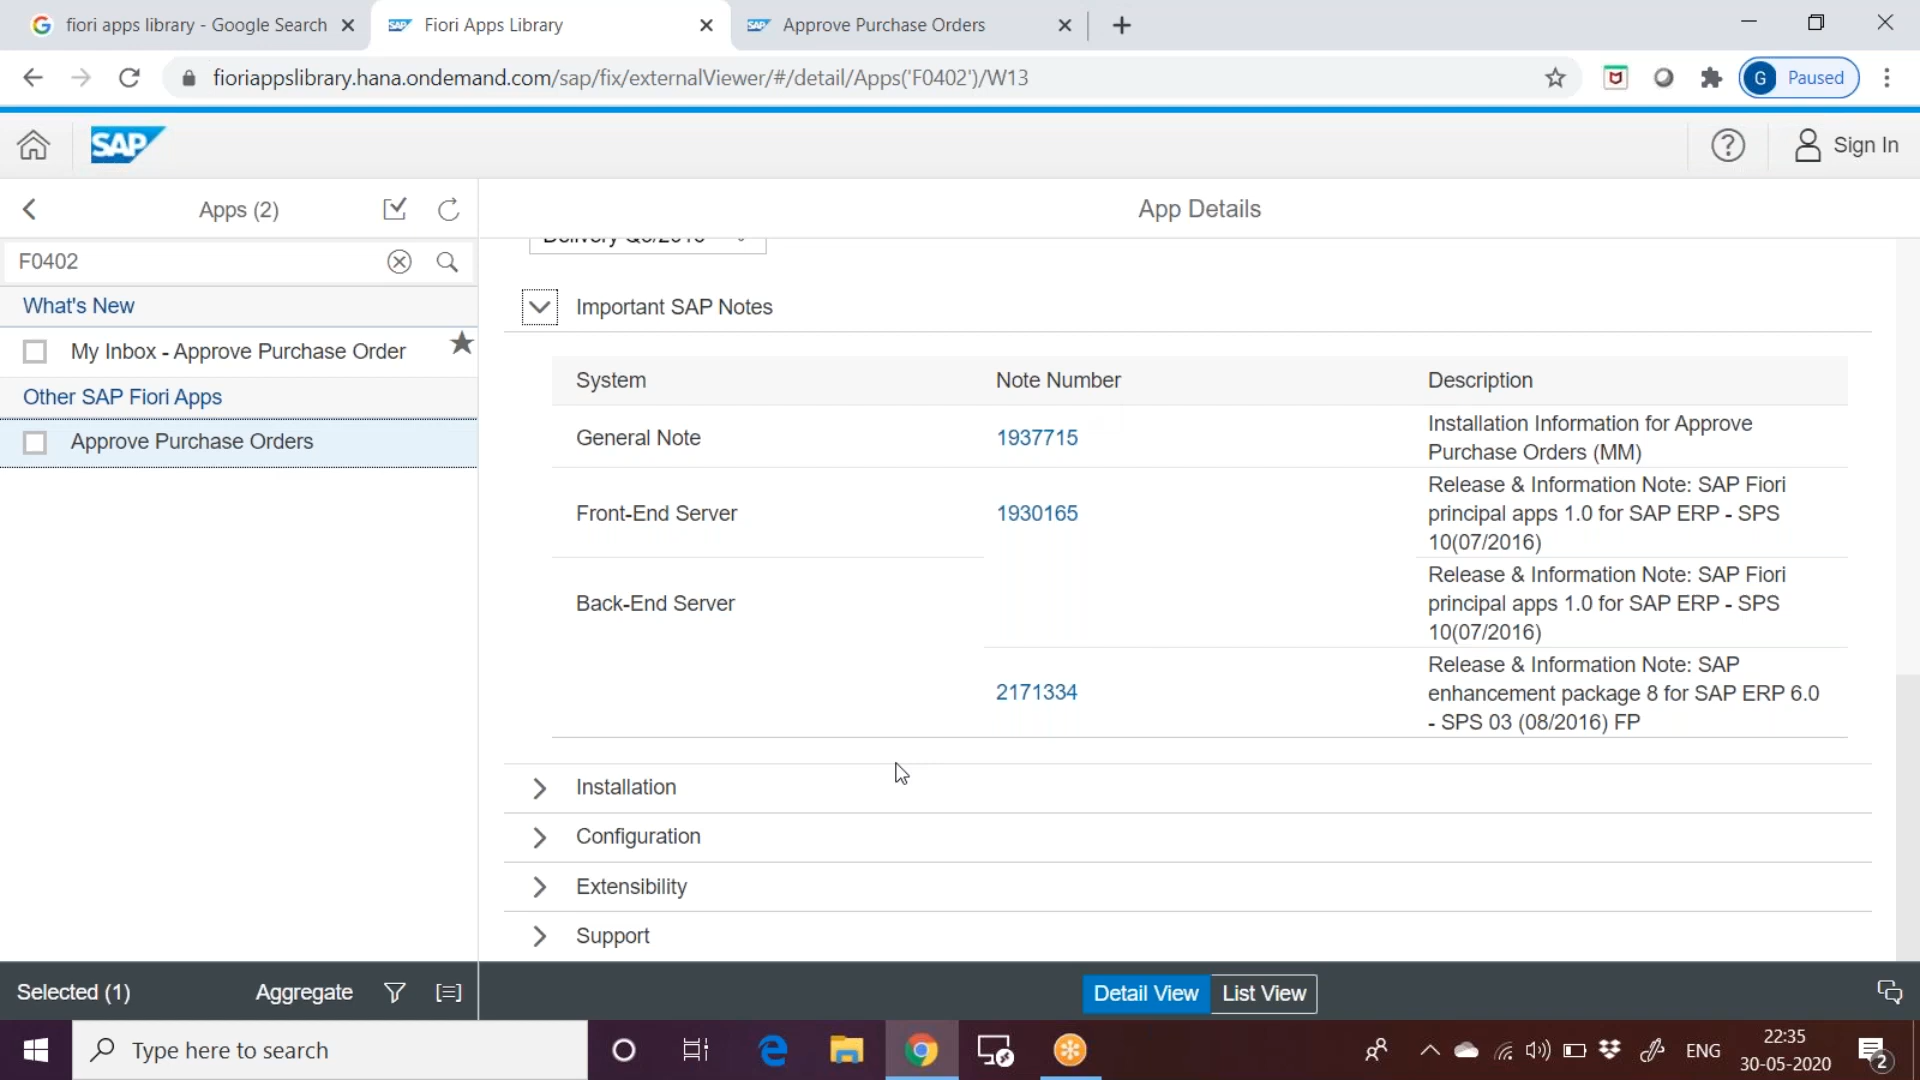 fiori apps library - Google Search
Fiori Apps Library
Approve Purchase Orders
fioriappslibrary.hana.ondemand.com/sap/fix/externalViewer/#/detail/Apps('F0402')/W13
G Paused
SAP
Sign In
Apps (2)
App Details
F0402
What's New
My Inbox - Approve Purchase Order
Other SAP Fiori Apps
Approve Purchase Orders
Important SAP Notes
System
Note Number
Description
General Note
1937715
Installation Information for Approve
Purchase Orders (MM)
Front-End Server
1930165
Release & Information Note: SAP Fiori
principal apps 1.0 for SAP ERP - SPS
10(07/2016)
Back-End Server
Release & Information Note: SAP Fiori
principal apps 1.0 for SAP ERP - SPS
10(07/2016)
2171334
Release & Information Note: SAP
enhancement package 8 for SAP ERP 6.0
- SPS 03 (08/2016) FP
Installation
Configuration
Extensibility
Support
Selected (1)
Aggregate
Detail View
List View
Type here to search
ENG
22:35
30-05-2020
2